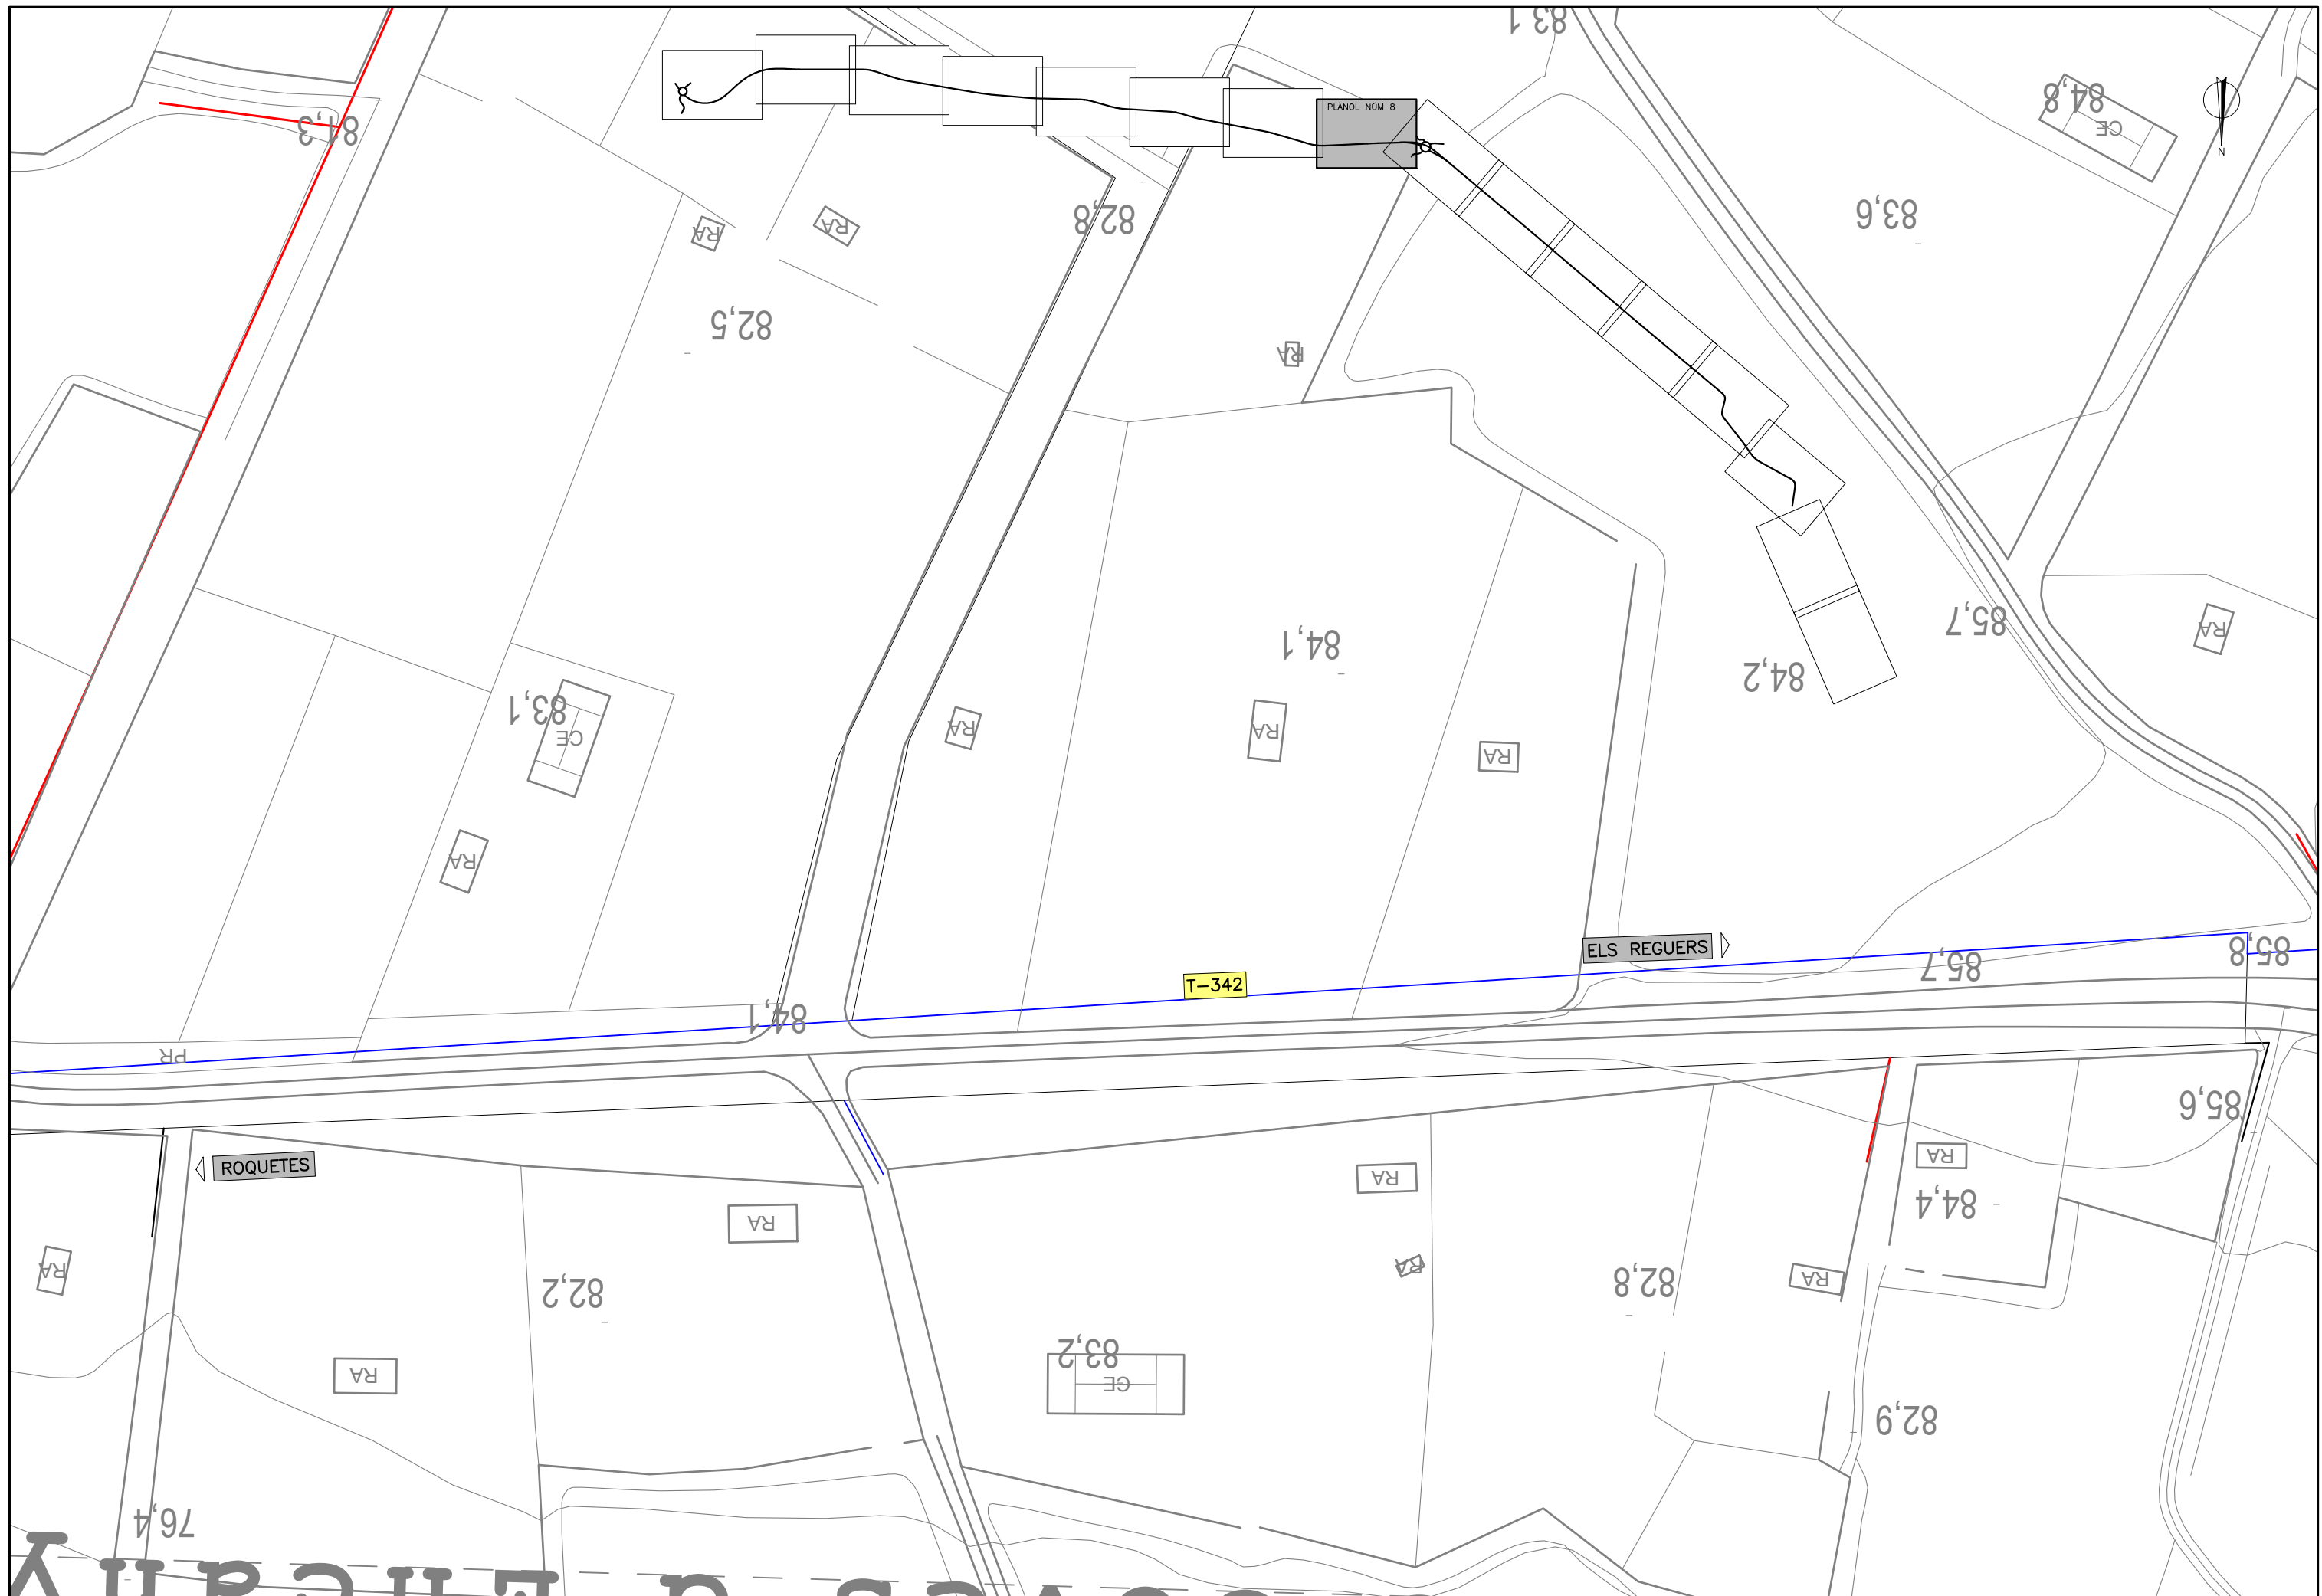 83,1
84,8
CE
PLÀNOL NÚM 8
81,3
N
82,8
83,6
RA
RA
82,5
RA
85,7
RA
84,1
84,2
83,1
CE
RA
RA
RA
RA
ELS REGUERS
85,8
85,7
T-342
84,1
PR
85,6
RA
ROQUETES
RA
84,4
RA
RA
RA
RA
82,2
82,8
83,2
RA
CE
82,9
76,4